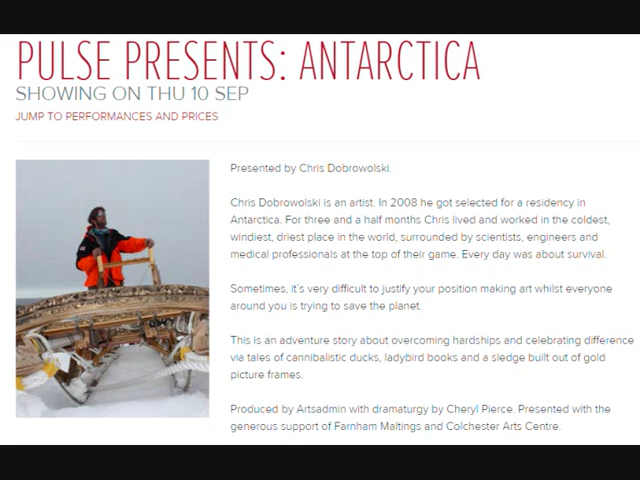 PULSE PRESENTS: ANTARCTICA
SHOWING ON THU 10 SEP
JUMP TO PERFORMANCES AND PRICES
Presented by Chris Dobrowolski.
Chris Dobrowolski is an artist. In 2008 he got selected for a residency in
Antarctica. For three and a half months Chris lived and worked in the coldest,
windiest, driest place in the world, surrounded by scientists, engineers and
medical professionals at the top of their game. Every day was about survival.
Sometimes, it's very difficult to justify your position making art whilst everyone
around you is trying to save the planet.
This is an adventure story about overcoming hardships and celebrating difference
via tales of cannibalistic ducks, ladybird books and a sledge built out of gold
picture frames.
Produced by Artsadmin with dramaturgy by Cheryl Pierce. Presented with the
generous support of Farnham Maltings and Colchester Arts Centre.